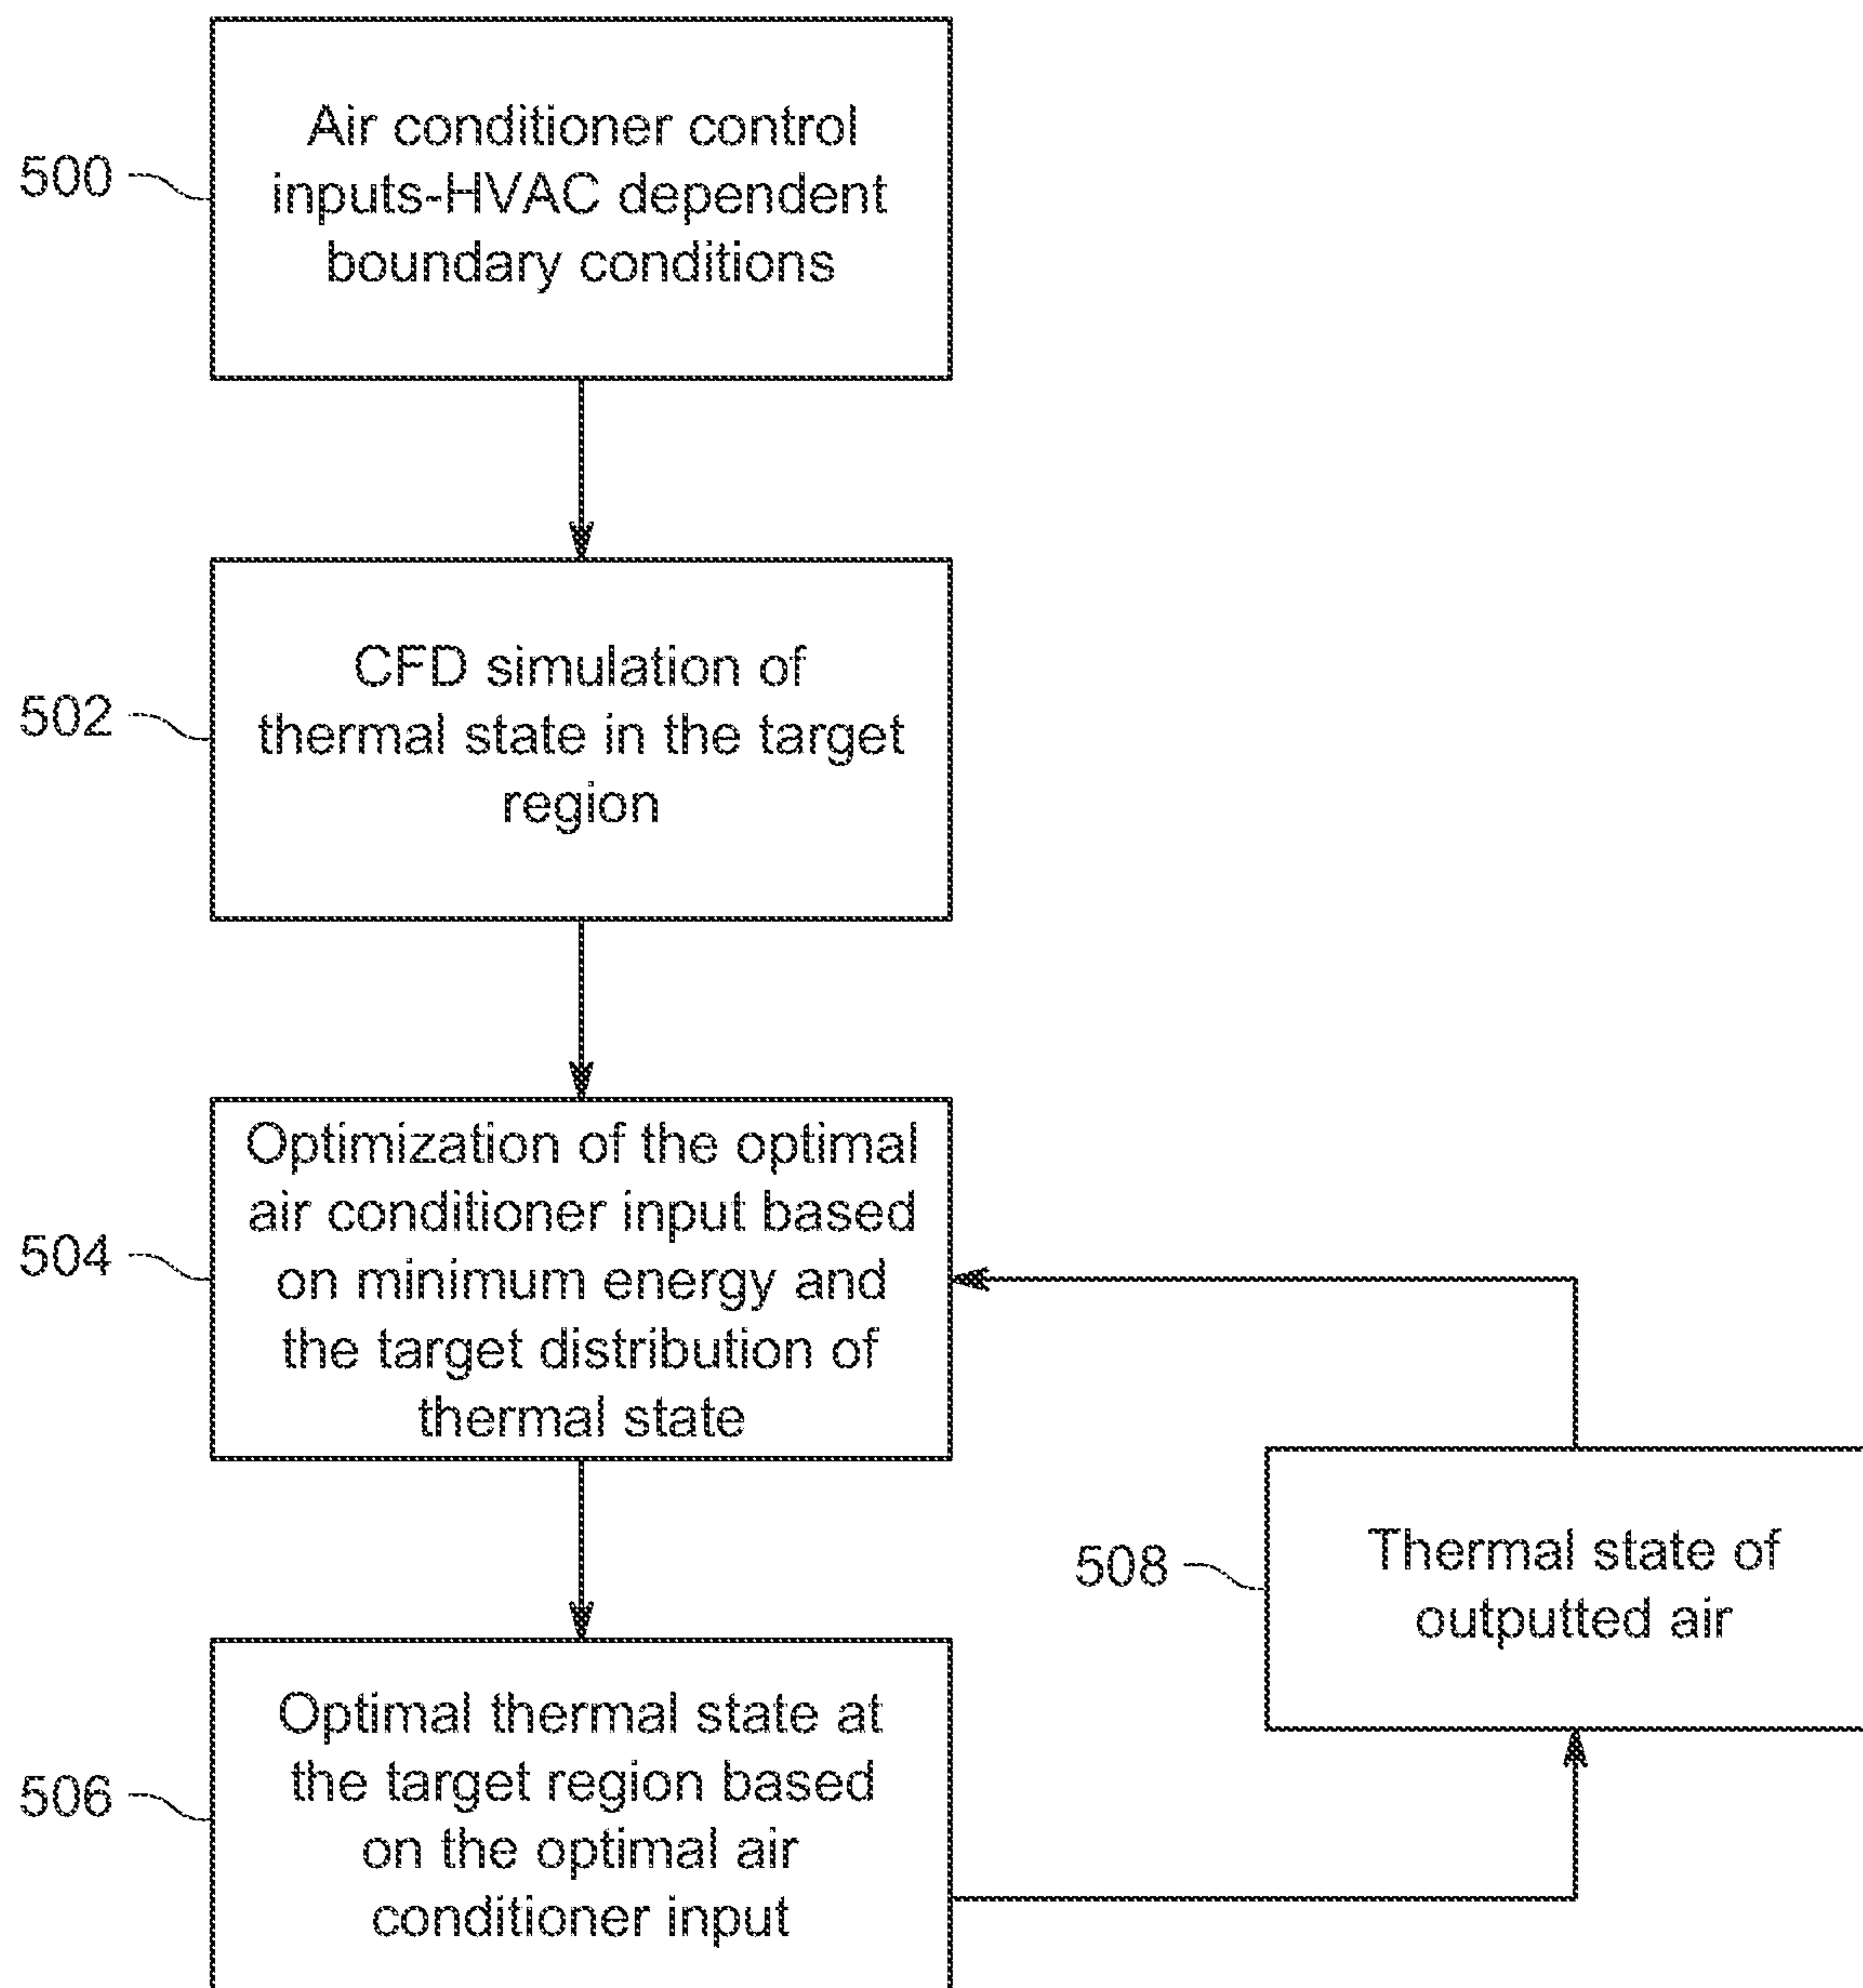 500
Air conditioner control
inputs-HVAC dependent
boundary conditions
502
CFD simulation of
thermal state in the target
region
504
Optimization of the optimal
air conditioner input based
on minimum energy and
the target distribution of
thermal state
506
Optimal thermal state at
the target region based
on the optimal air
conditioner input
508
Thermal state of
outputted air